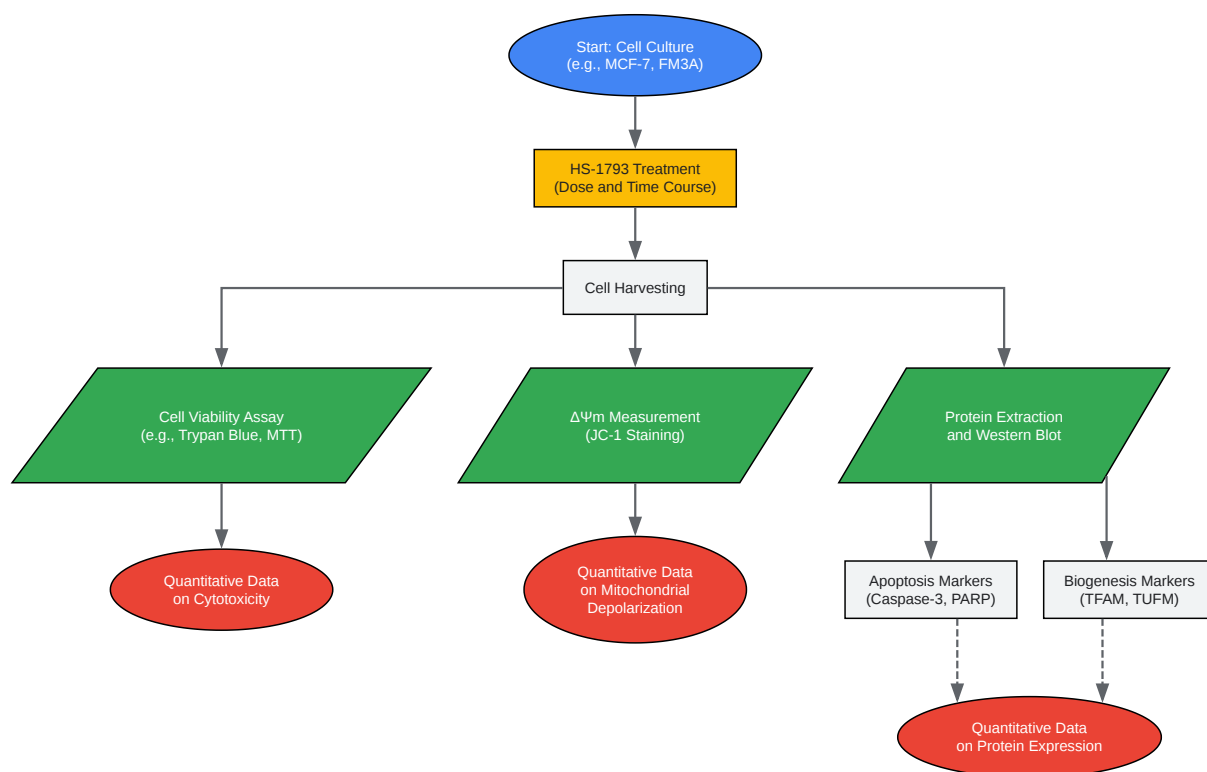 Start: Cell Culture
(e.g., MCF-7, FM3A)
HS-1793 Treatment
(Dose and Time Course)
Cell Harvesting
Cell Viability Assay
(e.g., Trypan Blue, MTT)
ΔΨm Measurement
(JC-1 Staining)
Protein Extraction
and Western Blot
Quantitative Data
on Cytotoxicity
Quantitative Data
on Mitochondrial
Depolarization
Apoptosis Markers
(Caspase-3, PARP)
Biogenesis Markers
(TFAM, TUFM)
Quantitative Data
on Protein Expression